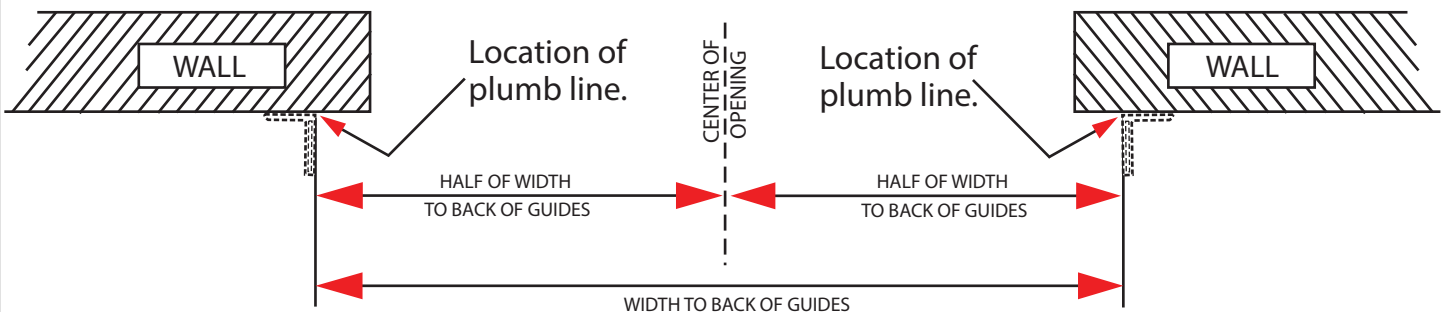 WALL
Location of
plumb line.
CENTER OF
OPENING
Location of
plumb line.
WALL
HALF OF WIDTH
TO BACK OF GUIDES
HALF OF WIDTH
TO BACK OF GUIDES
WIDTH TO BACK OF GUIDES